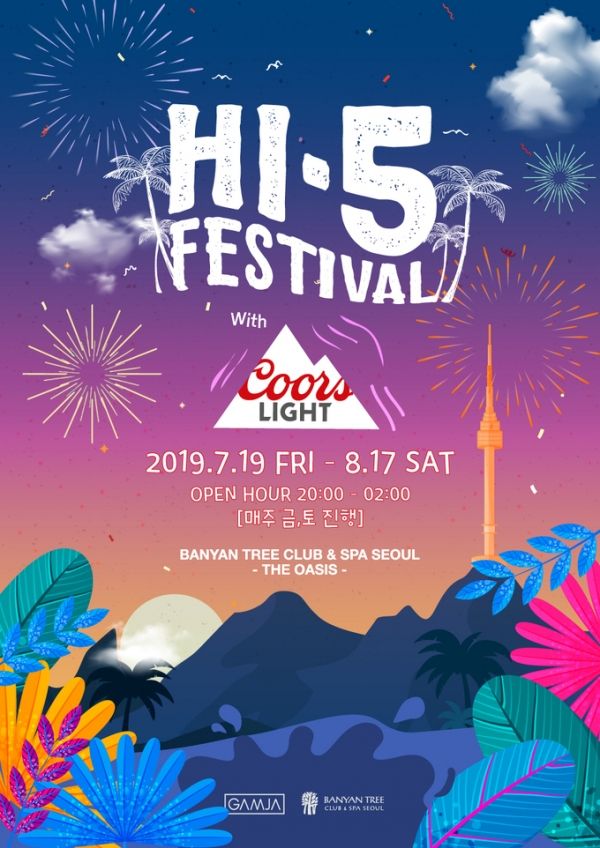 HI·5
FESTIVAL
With
Coors
LIGHT
2019.7.19 FRI - 8.17 SAT
OPEN HOUR 20:00 - 02:00
[매주 금,토 진행]
BANYAN TREE CLUB & SPA SEOUL
- THE OASIS -
GAMJA
BANYAN TREE
CLUB & SPA SEOUL